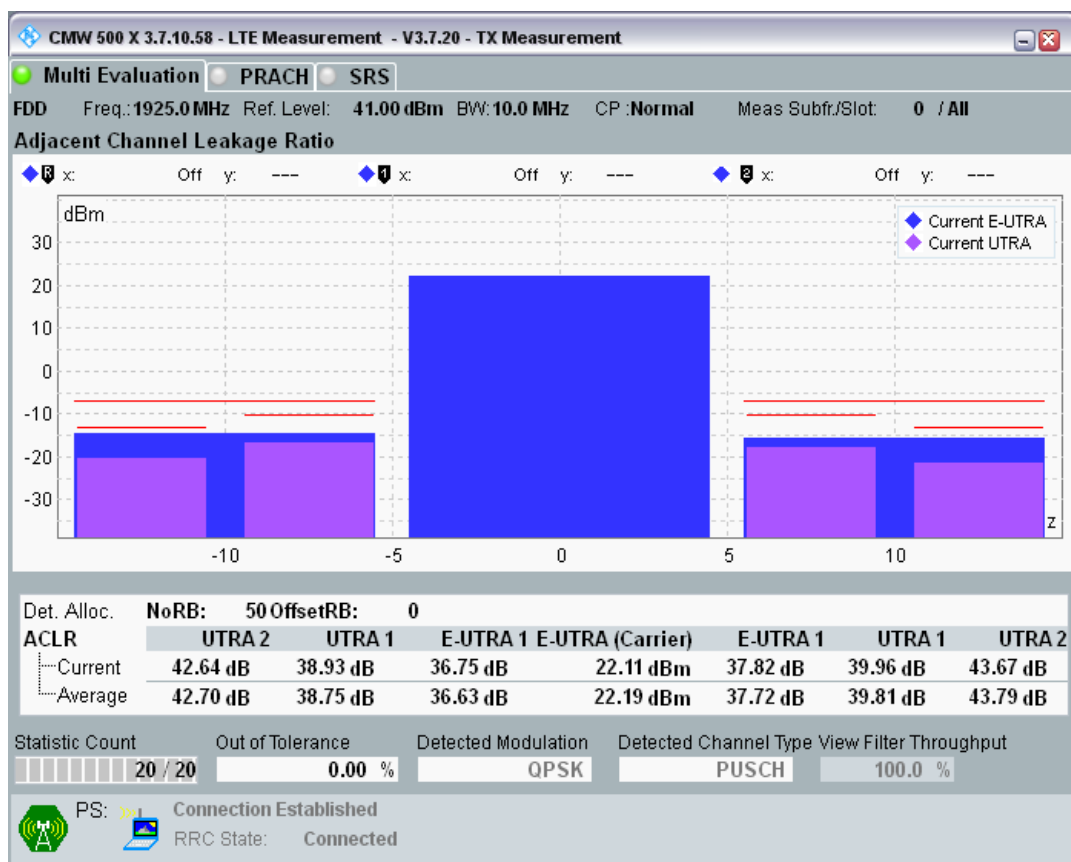 CMW 500 X 3.7.10.58 - LTE Measurement - V3.7.20 - TX Measurement
Multi Evaluation PRACH SRS
FDD Freq.: 1925.0 MHz Ref. Level: 41.00 dBm BW: 10.0 MHz CP :Normal Meas Subfr./Slot: 0 / All
Adjacent Channel Leakage Ratio
R x: Off y: --- 1 x: Off y: --- 2 x: Off y: ---
dBm
Current E-UTRA
Current UTRA
30
20
10
0
-10
-20
-30
z
-10 -5 0 5 10
Det. Alloc. NoRB: 50 OffsetRB: 0
ACLR UTRA 2 UTRA 1 E-UTRA 1 E-UTRA (Carrier) E-UTRA 1 UTRA 1 UTRA 2
Current 42.64 dB 38.93 dB 36.75 dB 22.11 dBm 37.82 dB 39.96 dB 43.67 dB
Average 42.70 dB 38.75 dB 36.63 dB 22.19 dBm 37.72 dB 39.81 dB 43.79 dB
Statistic Count Out of Tolerance Detected Modulation Detected Channel Type View Filter Throughput
20 / 20 0.00 % QPSK PUSCH 100.0 %
PS: Connection Established
RRC State: Connected